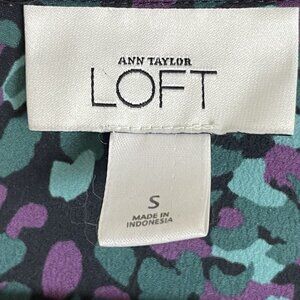 ANN TAYLOR
LOFT
S
MADE IN
INDONESIA